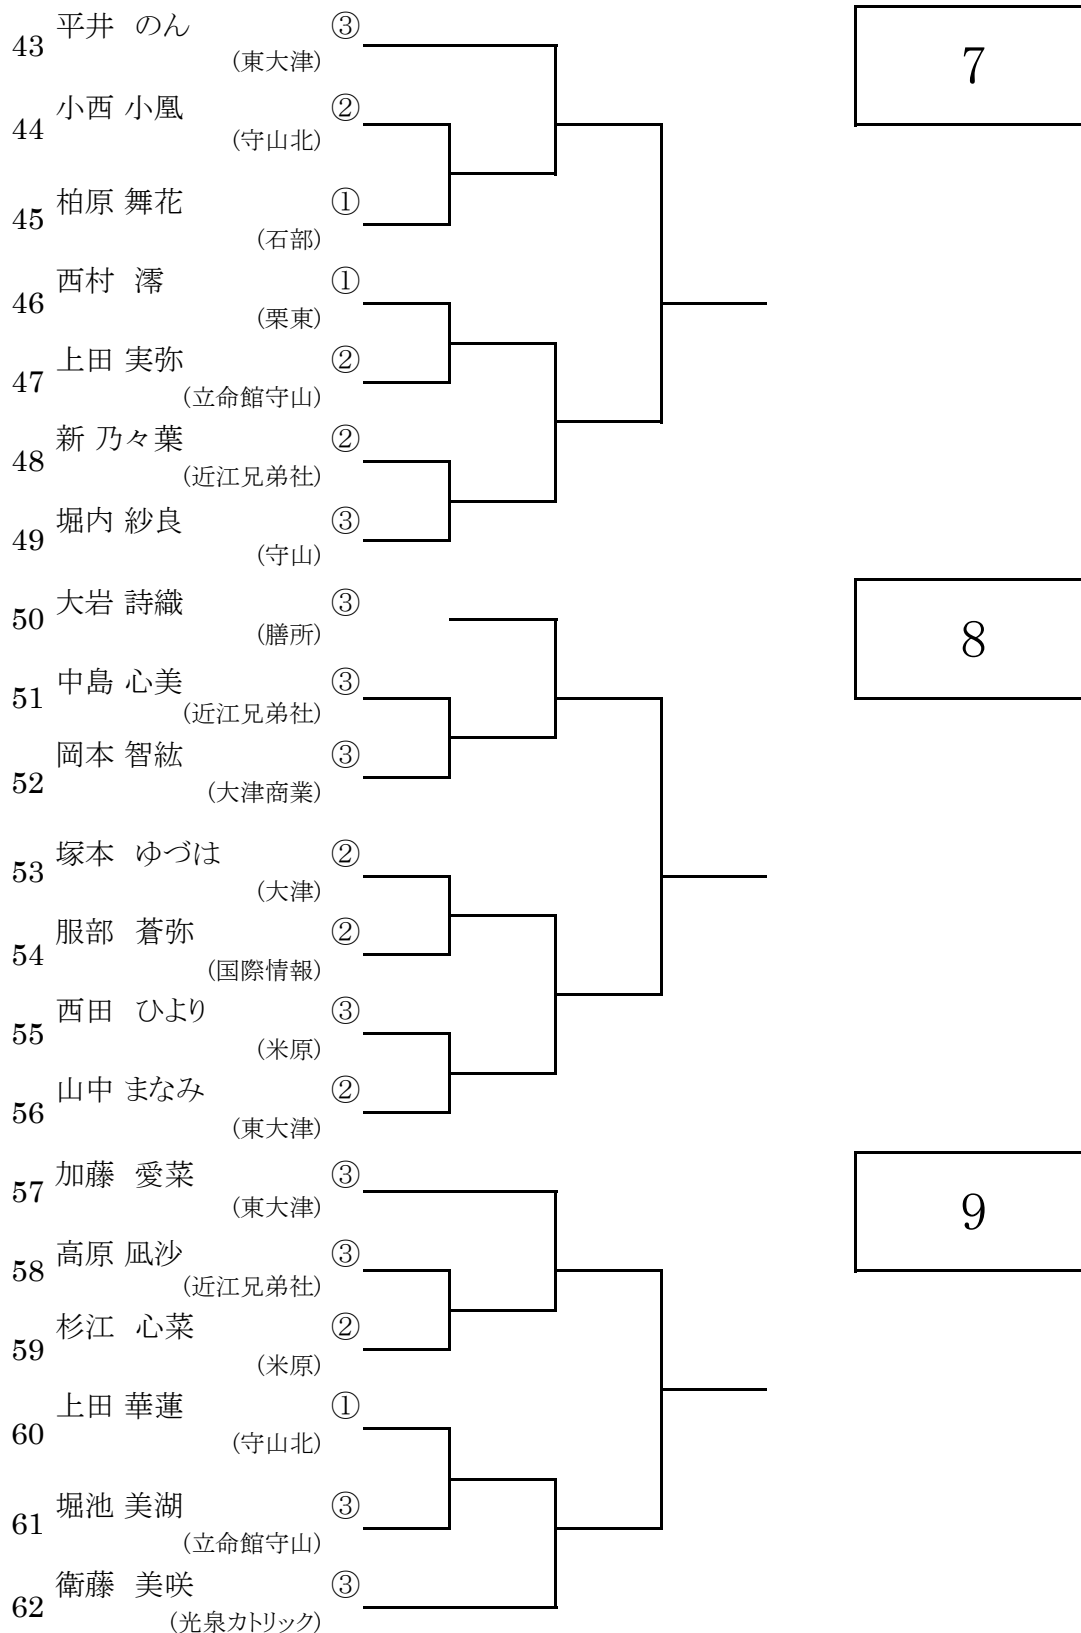 43 平井 のん ③
(東大津)
7
44 小西 小凰 ②
(守山北)
45 柏原 舞花 ①
(石部)
46 西村 澪 ①
(栗東)
47 上田 実弥 ②
(立命館守山)
48 新 乃々葉 ②
(近江兄弟社)
49 堀内 紗良 ③
(守山)
50 大岩 詩織 ③
(膳所)
8
51 中島 心美 ③
(近江兄弟社)
52 岡本 智紘 ③
(大津商業)
53 塚本 ゆづは ②
(大津)
54 服部 蒼弥 ②
(国際情報)
55 西田 ひより ③
(米原)
56 山中 まなみ ②
(東大津)
57 加藤 愛菜 ③
(東大津)
9
58 高原 凪沙 ③
(近江兄弟社)
59 杉江 心菜 ②
(米原)
60 上田 華蓮 ①
(守山北)
61 堀池 美湖 ③
(立命館守山)
62 衛藤 美咲 ③
(光泉カトリック)